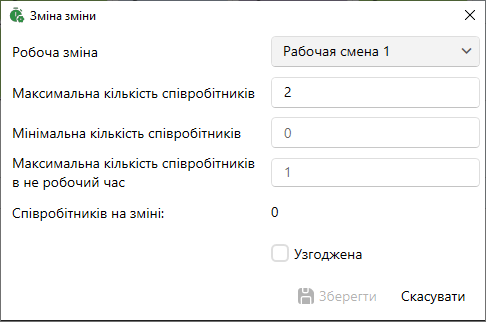 Зміна зміни
Робоча зміна
Рабочая смена 1
Максимальна кількість співробітників
2
Мінімальна кількість співробітників
0
Максимальна кількість співробітників
в не робочий час
1
Співробітників на зміні:
0
Узгоджена
Зберегти
Скасувати